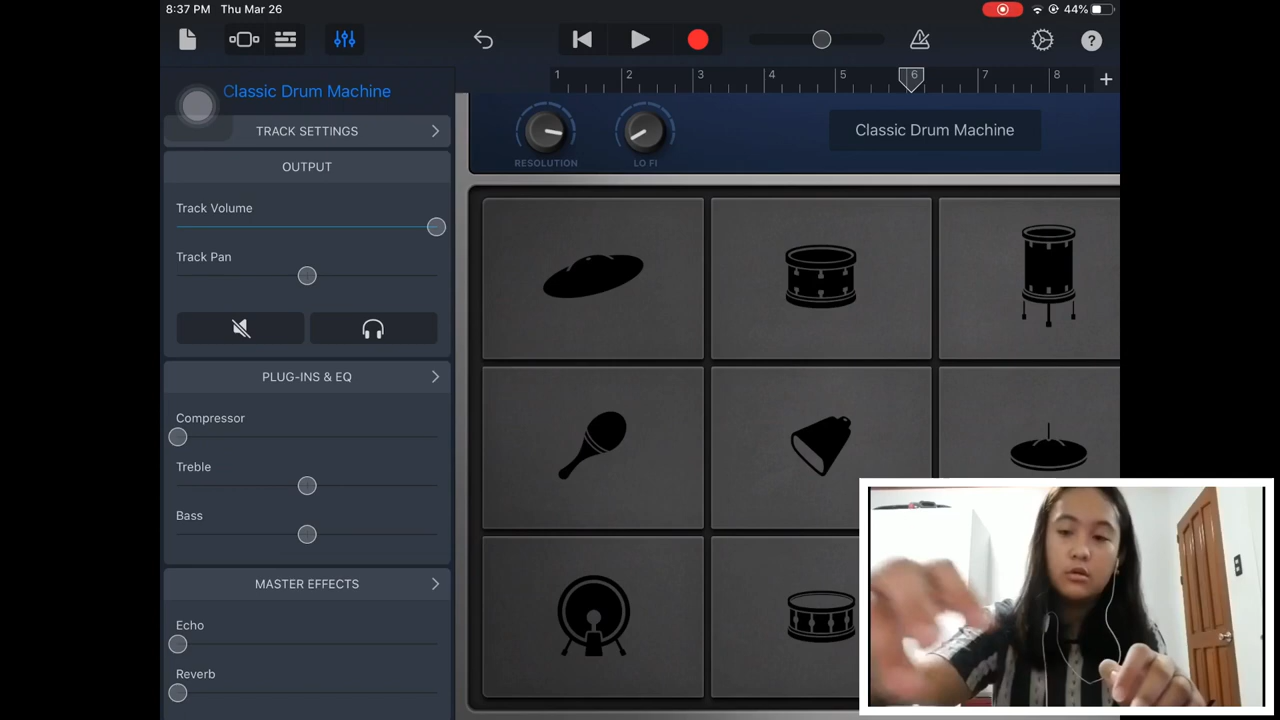 8:37 PM Thu Mar 26
44%
Classic Drum Machine
1 2 3 4 5 6 7 8
TRACK SETTINGS
OUTPUT
Track Volume
Track Pan
PLUG-INS & EQ
Compressor
Treble
Bass
MASTER EFFECTS
Echo
Reverb
RESOLUTION
LO FI
Classic Drum Machine